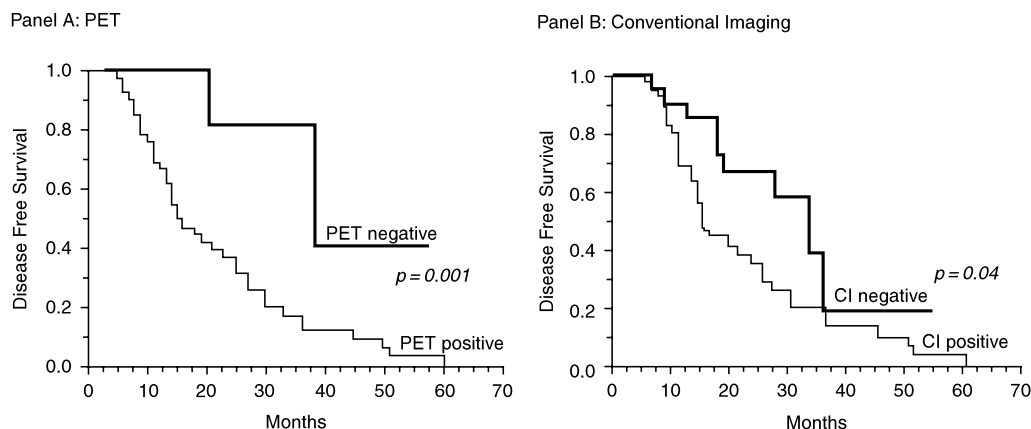 Panel A: PET
Disease Free Survival
1.0
0.8
0.6
0.4
0.2
0.0
PET negative
p = 0.001
PET positive
0 10 20 30 40 50 60 70
Months
Panel B: Conventional Imaging
Disease Free Survival
1.0
0.8
0.6
0.4
0.2
0.0
p = 0.04
CI negative
CI positive
0 10 20 30 40 50 60 70
Months